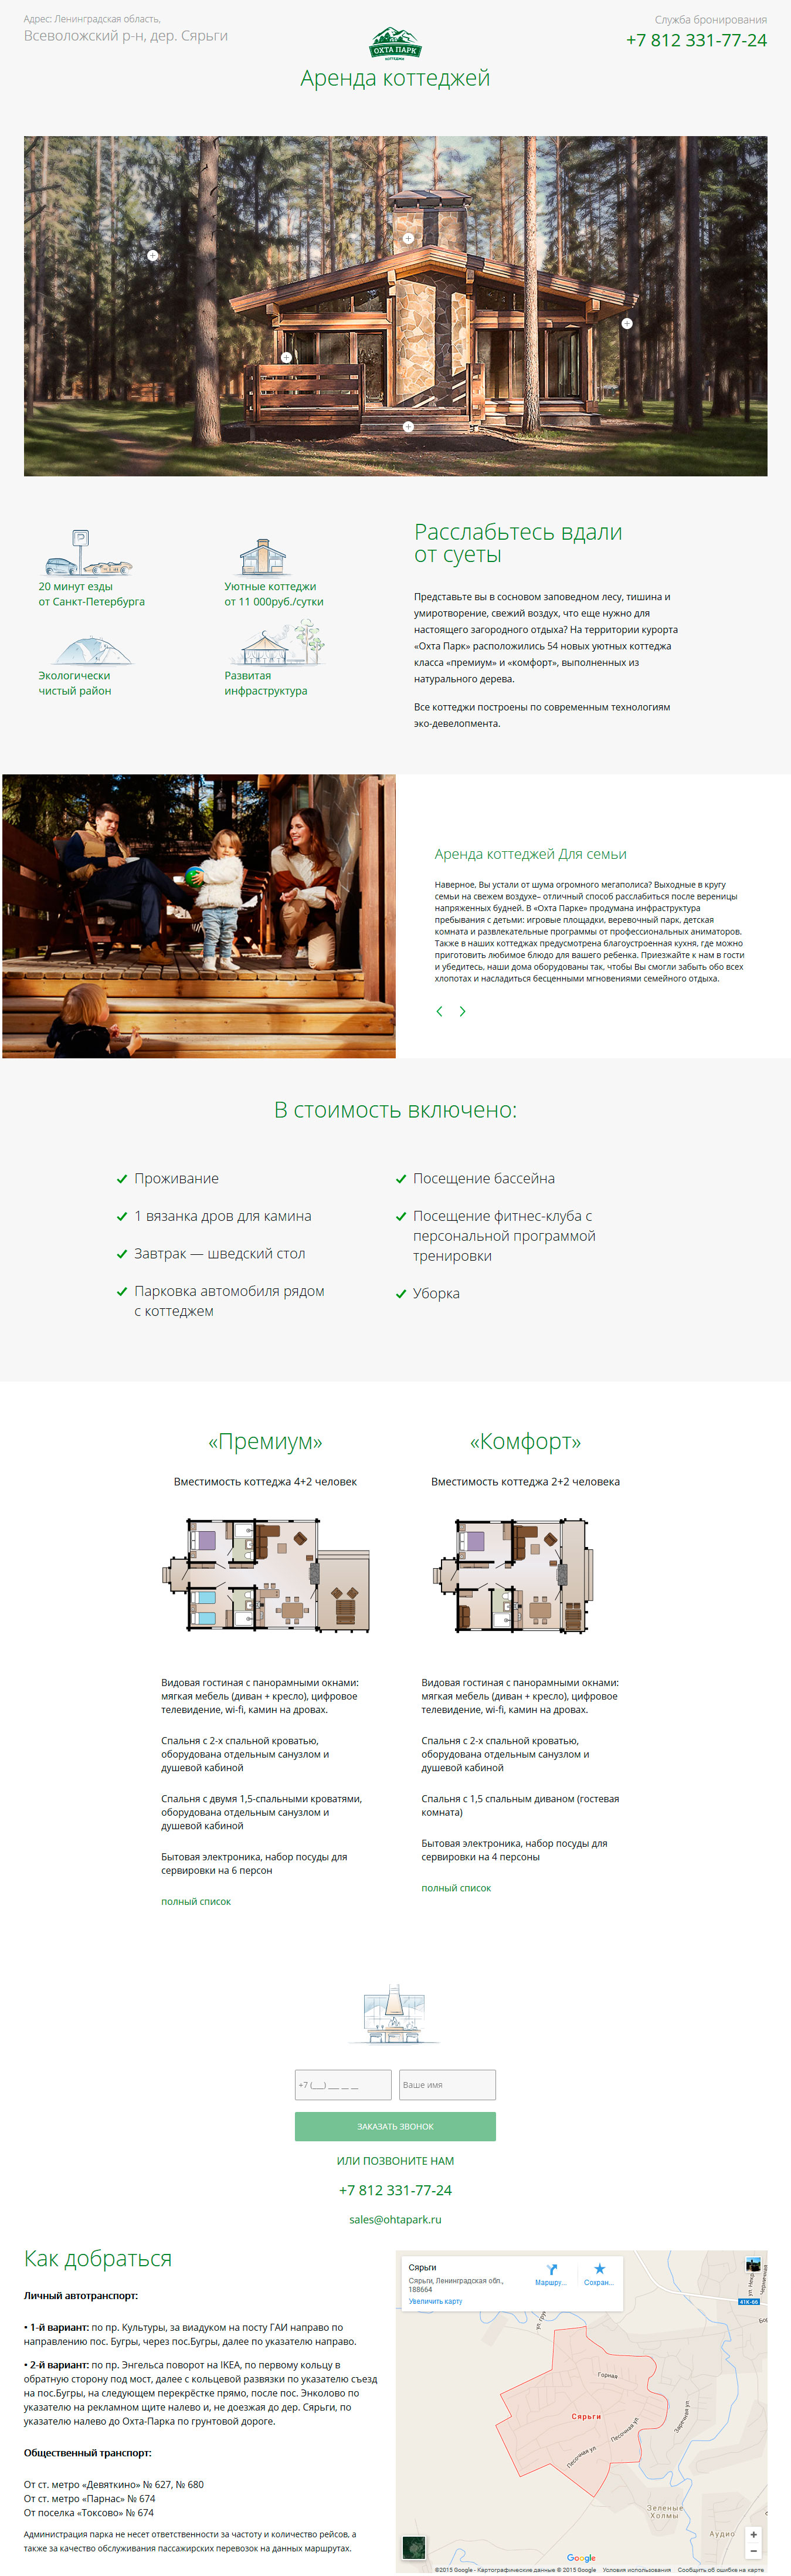 Адрес: Ленинградская область,
Всеволожский р-н, дер. Сярьги
ОХТА ПАРК
КОТТЕДЖИ
Служба бронирования
+7 812 331-77-24
Аренда коттеджей
20 минут езды
от Санкт-Петербурга
Уютные коттеджи
от 11 000руб./сутки
Экологически
чистый район
Развитая
инфраструктура
Расслабьтесь вдали
от суеты
Представьте вы в сосновом заповедном лесу, тишина и
умиротворение, свежий воздух, что еще нужно для
настоящего загородного отдыха? На территории курорта
«Охта Парк» расположились 54 новых уютных коттеджа
класса «премиум» и «комфорт», выполненных из
натурального дерева.
Все коттеджи построены по современным технологиям
эко-девелопмента.
Аренда коттеджей Для семьи
Наверное, Вы устали от шума огромного мегаполиса? Выходные в кругу
семьи на свежем воздухе– отличный способ расслабиться после вереницы
напряженных будней. В «Охта Парке» продумана инфраструктура
пребывания с детьми: игровые площадки, веревочный парк, детская
комната и развлекательные программы от профессиональных аниматоров.
Также в наших коттеджах предусмотрена благоустроенная кухня, где можно
приготовить любимое блюдо для вашего ребенка. Приезжайте к нам в гости
и убедитесь, наши дома оборудованы так, чтобы Вы смогли забыть обо всех
хлопотах и насладиться бесценными мгновениями семейного отдыха.
В стоимость включено:
Проживание
1 вязанка дров для камина
Завтрак — шведский стол
Парковка автомобиля рядом
с коттеджем
Посещение бассейна
Посещение фитнес-клуба с
персональной программой
тренировки
Уборка
«Премиум»
Вместимость коттеджа 4+2 человек
Видовая гостиная с панорамными окнами:
мягкая мебель (диван + кресло), цифровое
телевидение, wi-fi, камин на дровах.
Спальня с 2-х спальной кроватью,
оборудована отдельным санузлом и
душевой кабиной
Спальня с двумя 1,5-спальными кроватями,
оборудована отдельным санузлом и
душевой кабиной
Бытовая электроника, набор посуды для
сервировки на 6 персон
полный список
«Комфорт»
Вместимость коттеджа 2+2 человека
Видовая гостиная с панорамными окнами:
мягкая мебель (диван + кресло), цифровое
телевидение, wi-fi, камин на дровах.
Спальня с 2-х спальной кроватью,
оборудована отдельным санузлом и
душевой кабиной
Спальня с 1,5 спальным диваном (гостевая
комната)
Бытовая электроника, набор посуды для
сервировки на 4 персоны
полный список
+7 (___) ___ __ __
Ваше имя
ЗАКАЗАТЬ ЗВОНОК
ИЛИ ПОЗВОНИТЕ НАМ
+7 812 331-77-24
sales@ohtapark.ru
Как добраться
Личный автотранспорт:
• 1-й вариант: по пр. Культуры, за виадуком на посту ГАИ направо по
направлению пос. Бугры, через пос.Бугры, далее по указателю направо.
• 2-й вариант: по пр. Энгельса поворот на IKEA, по первому кольцу в
обратную сторону под мост, далее с кольцевой развязки по указателю съезд
на пос.Бугры, на следующем перекрёстке прямо, после пос. Энколово по
указателю на рекламном щите налево и, не доезжая до дер. Сярьги, по
указателю налево до Охта-Парка по грунтовой дороге.
Общественный транспорт:
От ст. метро «Девяткино» № 627, № 680
От ст. метро «Парнас» № 674
От поселка «Токсово» № 674
Администрация парка не несет ответственности за частоту и количество рейсов, а
также за качество обслуживания пассажирских перевозок на данных маршрутах.
Сярьги
Сярьги, Ленинградская обл.,
188664
Увеличить карту
Маршру...
Сохран...
41К-66
Горная
Сярьги
Песочная ул
Песочная ул
Заречная ул
Зеленые
Холмы
Аудио
Google
©2015 Google - Картографические данные © 2015 Google
Условия использования
Сообщить об ошибке на карте